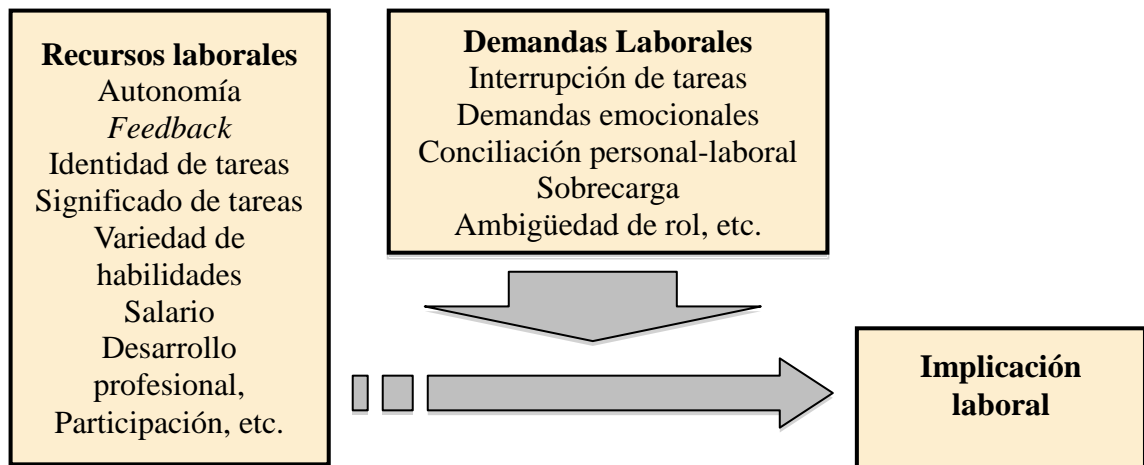 Recursos laborales
Autonomía
Feedback
Identidad de tareas
Significado de tareas
Variedad de
habilidades
Salario
Desarrollo
profesional,
Participación, etc.
Demandas Laborales
Interrupción de tareas
Demandas emocionales
Conciliación personal-laboral
Sobrecarga
Ambigüedad de rol, etc.
Implicación
laboral